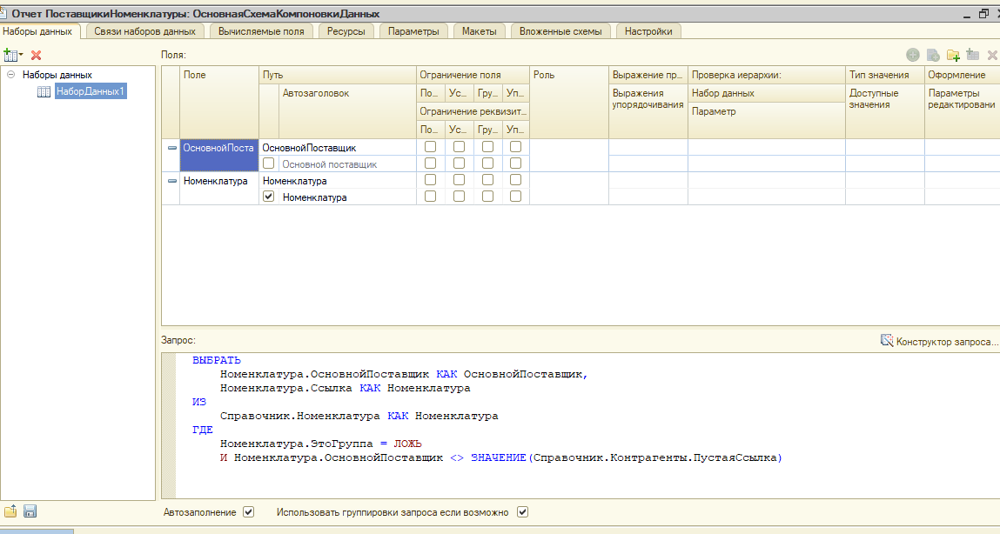 Отчет ПоставщикиНоменклатуры: ОсновнаяСхемаКомпоновкиДанных
Наборы данных Связи наборов данных Вычисляемые поля Ресурсы Параметры Макеты Вложенные схемы Настройки
Поля:
Наборы данных
НаборДанных1
Поле Путь Ограничение поля Роль Выражение пр... Проверка иерархии: Тип значения Оформление
Автозаголовок По... Ус... Гру... Уп... Выражения упорядочивания Набор данных Доступные значения Параметры редактировани
Ограничение реквизит... Параметр
По... Ус... Гру... Уп...
ОсновнойПоста ОсновнойПоставщик
Основной поставщик
Номенклатура Номенклатура
Номенклатура
Запрос:
Конструктор запроса...
ВЫБРАТЬ
Номенклатура.ОсновнойПоставщик КАК ОсновнойПоставщик,
Номенклатура.Ссылка КАК Номенклатура
ИЗ
Справочник.Номенклатура КАК Номенклатура
ГДЕ
Номенклатура.ЭтоГруппа = ЛОЖЬ
И Номенклатура.ОсновнойПоставщик <> ЗНАЧЕНИЕ(Справочник.Контрагенты.ПустаяСсылка)
Автозаполнение Использовать группировки запроса если возможно